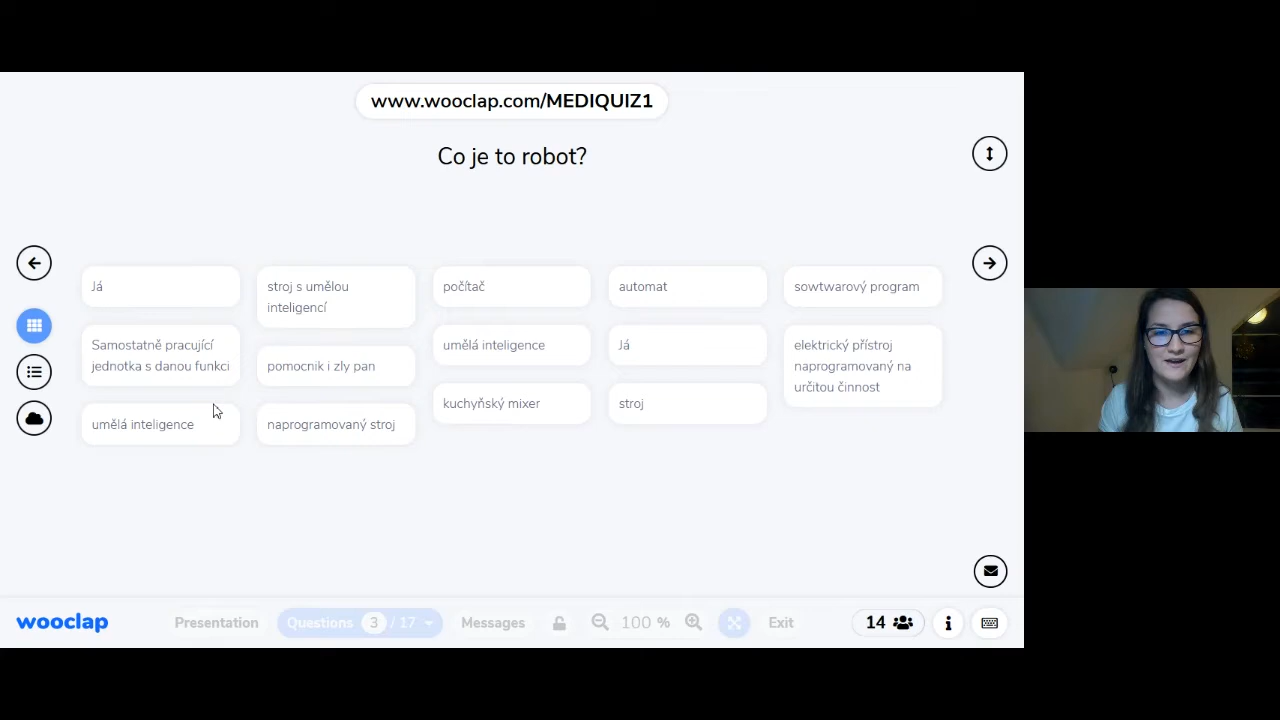 www.wooclap.com/MEDIQUIZ1
Co je to robot?
Já
Samostatně pracující
jednotka s danou funkci
umělá inteligence
stroj s umělou
inteligencí
pomocnik i zly pan
naprogramovaný stroj
počítač
umělá inteligence
kuchyňský mixer
automat
Já
stroj
sowtwarový program
elektrický přístroj
naprogramovaný na
určitou činnost
wooclap
Presentation
Questions 3 / 17
Messages
100 %
Exit
14